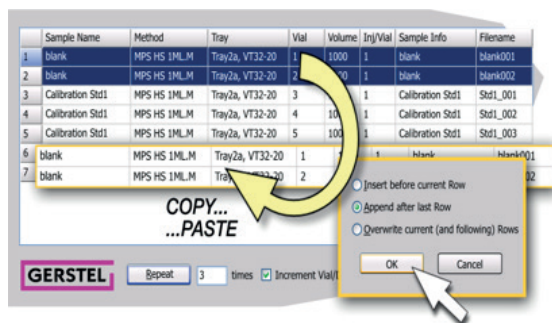 Sample Name Method Tray Vial Volume Inj/Vial Sample Info Filename
1 blank MPS HS 1ML.M Tray2a, VT32-20 1 1000 1 blank blank001
2 blank MPS HS 1ML.M Tray2a, VT32-20 2 1 blank blank002
3 Calibration Std1 MPS HS 1ML.M Tray2a, VT32-20 3 1 Calibration Std1 Std1_001
4 Calibration Std1 MPS HS 1ML.M Tray2a, VT32-20 4 1 Calibration Std1 Std1_002
5 Calibration Std1 MPS HS 1ML.M Tray2a, VT32-20 5 1 Calibration Std1 Std1_003
6 blank MPS HS 1ML.M Tray2a, VT32-20 1 1 blank blank001
7 blank MPS HS 1ML.M VT32-20 2
Insert before current Row
Append after last Row
Overwrite current (and following) Rows
OK Cancel
COPY...
...PASTE
GERSTEL Repeat 3 times Increment